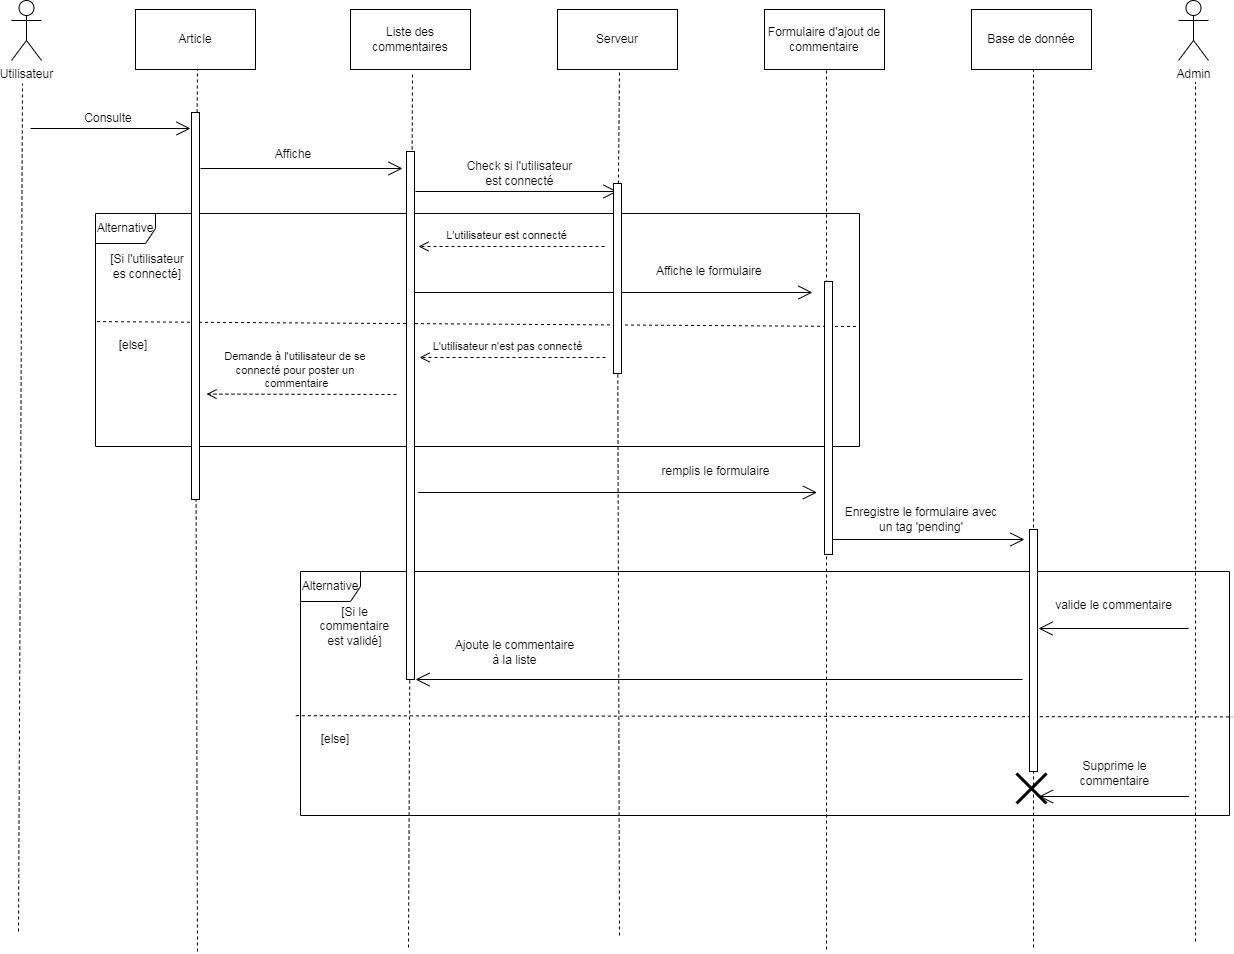 Utilisateur
Article
Liste des
commentaires
Serveur
Formulaire d'ajout de
commentaire
Base de donnée
Admin
Consulte
Affiche
Check si l'utilisateur
est connecté
Alternative
[Si l'utilisateur
es connecté]
L'utilisateur est connecté
Affiche le formulaire
[else]
L'utilisateur n'est pas connecté
Demande à l'utilisateur de se
connecté pour poster un
commentaire
remplis le formulaire
Enregistre le formulaire avec
un tag 'pending'
Alternative
[Si le
commentaire
est validé]
valide le commentaire
Ajoute le commentaire
à la liste
[else]
Supprime le
commentaire